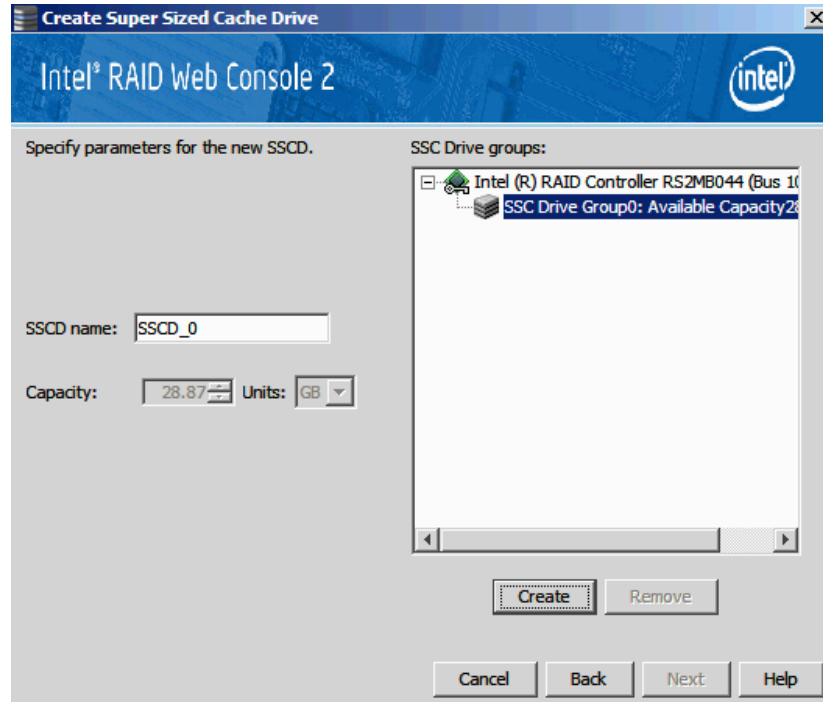 Create Super Sized Cache Drive
Intel® RAID Web Console 2
intel
Specify parameters for the new SSCD.
SSC Drive groups:
Intel (R) RAID Controller RS2MB044 (Bus 10
SSC Drive Group0: Available Capacity28
SSCD name: SSCD_0
Capacity: 28.87 Units: GB
Create Remove
Cancel Back Next Help